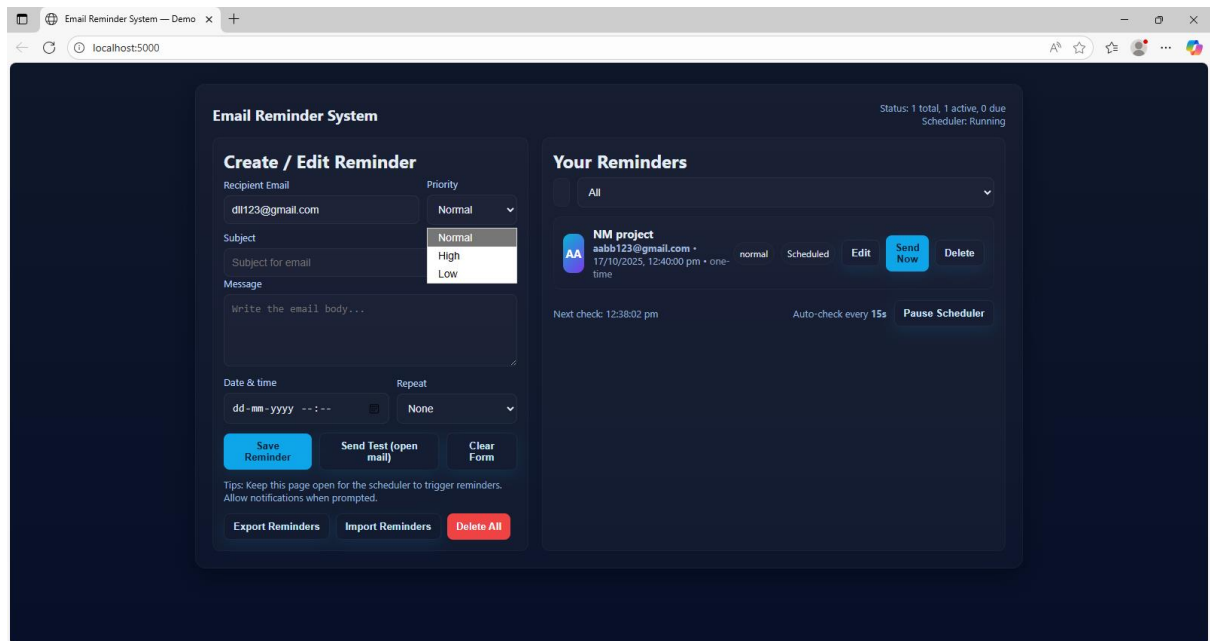 Email Reminder System — Demo
localhost:5000
Email Reminder System
Status: 1 total, 1 active, 0 due
Scheduler: Running
Create / Edit Reminder
Recipient Email
Priority
dll123@gmail.com
Normal
Normal
High
Low
Subject
Subject for email
Message
Write the email body...
Date & time
Repeat
dd-mm-yyyy --:--
None
Save
Reminder
Send Test (open
mail)
Clear
Form
Tips: Keep this page open for the scheduler to trigger reminders.
Allow notifications when prompted.
Export Reminders
Import Reminders
Delete All
Your Reminders
All
AA
NM project
aabb123@gmail.com •
17/10/2025, 12:40:00 pm • one-
time
normal
Scheduled
Edit
Send
Now
Delete
Next check: 12:38:02 pm
Auto-check every 15s
Pause Scheduler